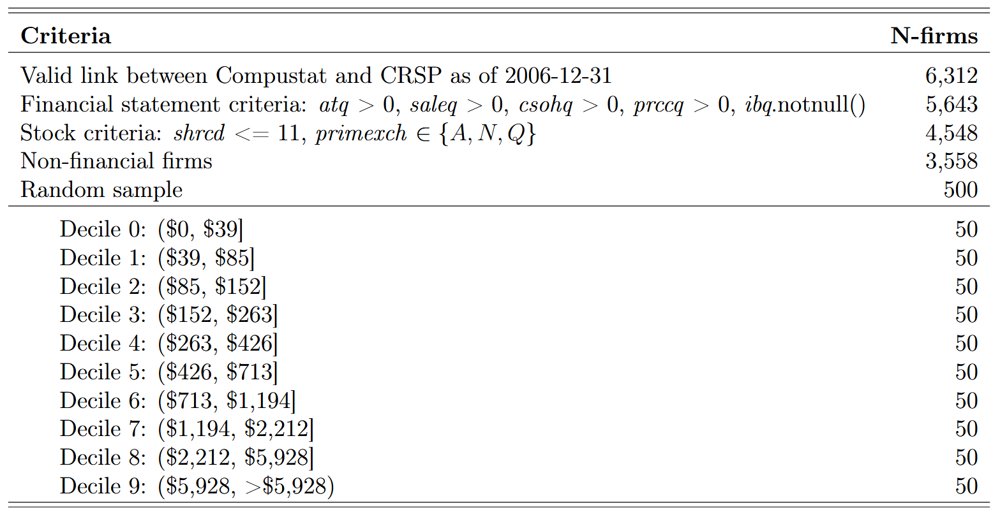 Criteria N-firms
Valid link between Compustat and CRSP as of 2006-12-31 6,312
Financial statement criteria: atq > 0, saleq > 0, csohq > 0, prccq > 0, ibq.notnull() 5,643
Stock criteria: shrcd <= 11, primexch ∈ {A, N, Q} 4,548
Non-financial firms 3,558
Random sample 500
Decile 0: ($0, $39] 50
Decile 1: ($39, $85] 50
Decile 2: ($85, $152] 50
Decile 3: ($152, $263] 50
Decile 4: ($263, $426] 50
Decile 5: ($426, $713] 50
Decile 6: ($713, $1,194] 50
Decile 7: ($1,194, $2,212] 50
Decile 8: ($2,212, $5,928] 50
Decile 9: ($5,928, >$5,928) 50